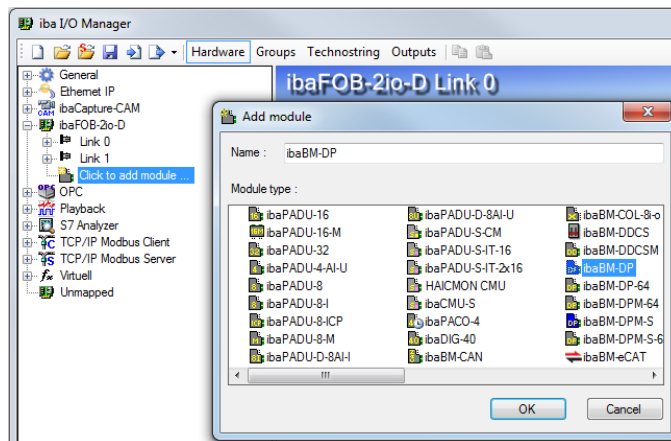 iba I/O Manager
Hardware Groups Technostring Outputs
General
Ethernet IP
ibaCapture-CAM
ibaFOB-2io-D
Link 0
Link 1
Click to add module ...
OPC
Playback
S7 Analyzer
TCP/IP Modbus Client
TCP/IP Modbus Server
Virtuell
Unmapped
ibaFOB-2io-D Link 0
Add module
Name : ibaBM-DP
Module type :
ibaPADU-16
ibaPADU-16-M
ibaPADU-32
ibaPADU-4-AI-U
ibaPADU-8
ibaPADU-8-I
ibaPADU-8-ICP
ibaPADU-8-M
ibaPADU-D-8AI-I
ibaPADU-D-8AI-U
ibaPADU-S-CM
ibaPADU-S-IT-16
ibaPADU-S-IT-2x16
HAICMON CMU
ibaCMU-S
ibaPACO-4
ibaDIG-40
ibaBM-CAN
ibaBM-COL-8i-o
ibaBM-DDCS
ibaBM-DDCSM
ibaBM-DP
ibaBM-DP-64
ibaBM-DPM-64
ibaBM-DPM-S
ibaBM-DPM-S-6
ibaBM-eCAT
OK Cancel